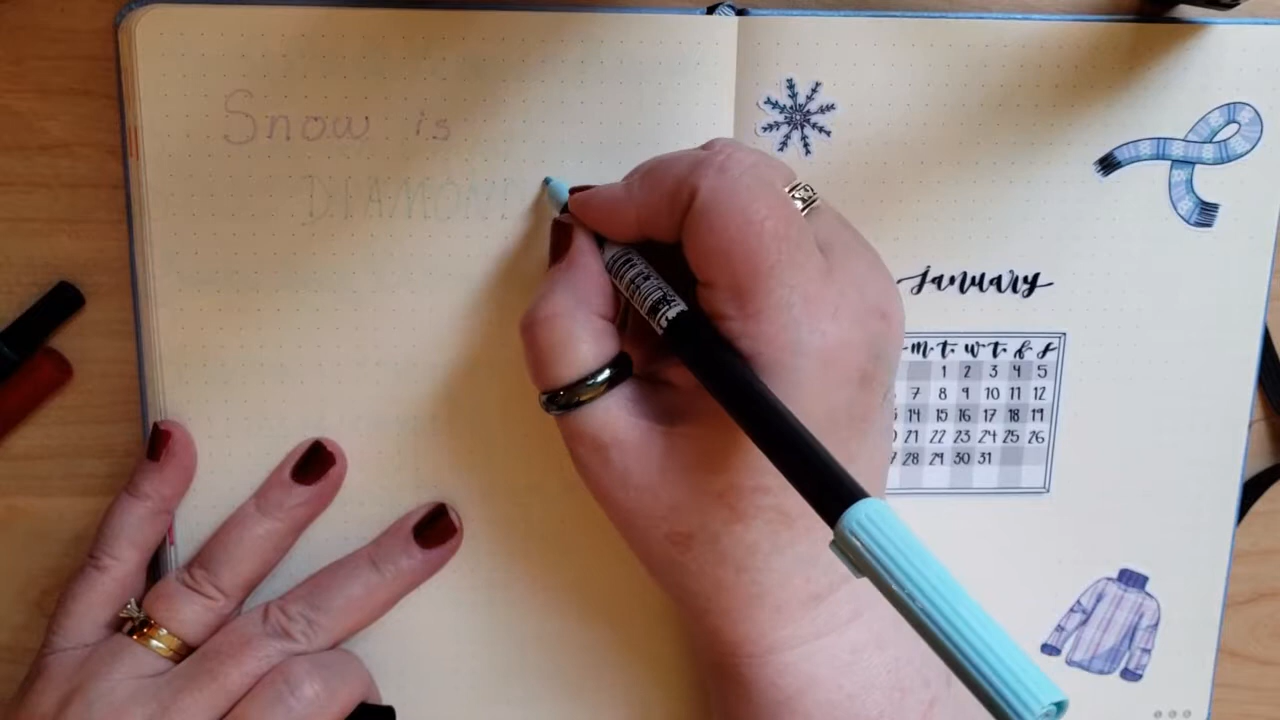 Snow is
DIAMON
january
M T W T F S
1 2 3 4 5
7 8 9 10 11 12
14 15 16 17 18 19
21 22 23 24 25 26
28 29 30 31